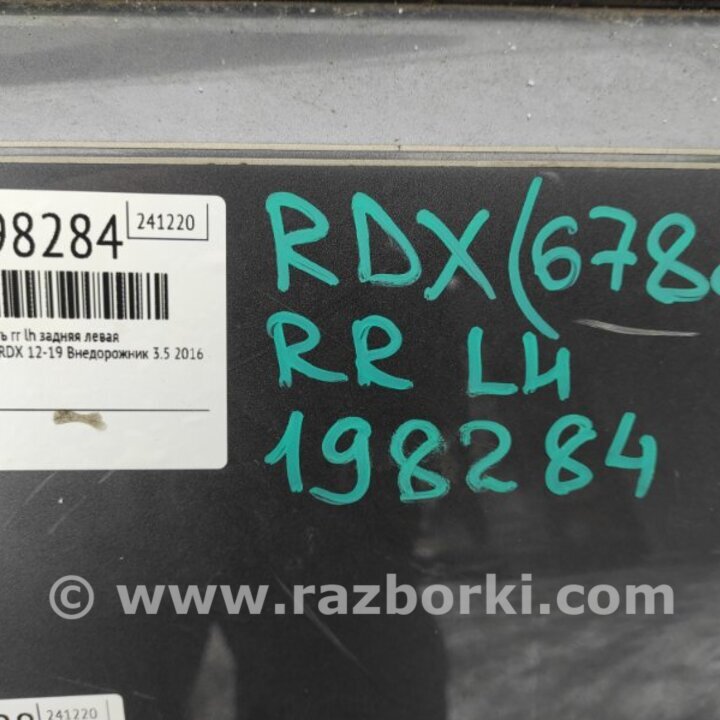 98284 241220
ь rr lh задняя левая
RDX 12-19 Внедорожник 3.5 2016
RDX (678
RR LH
198284
© www.razborki.com
241220